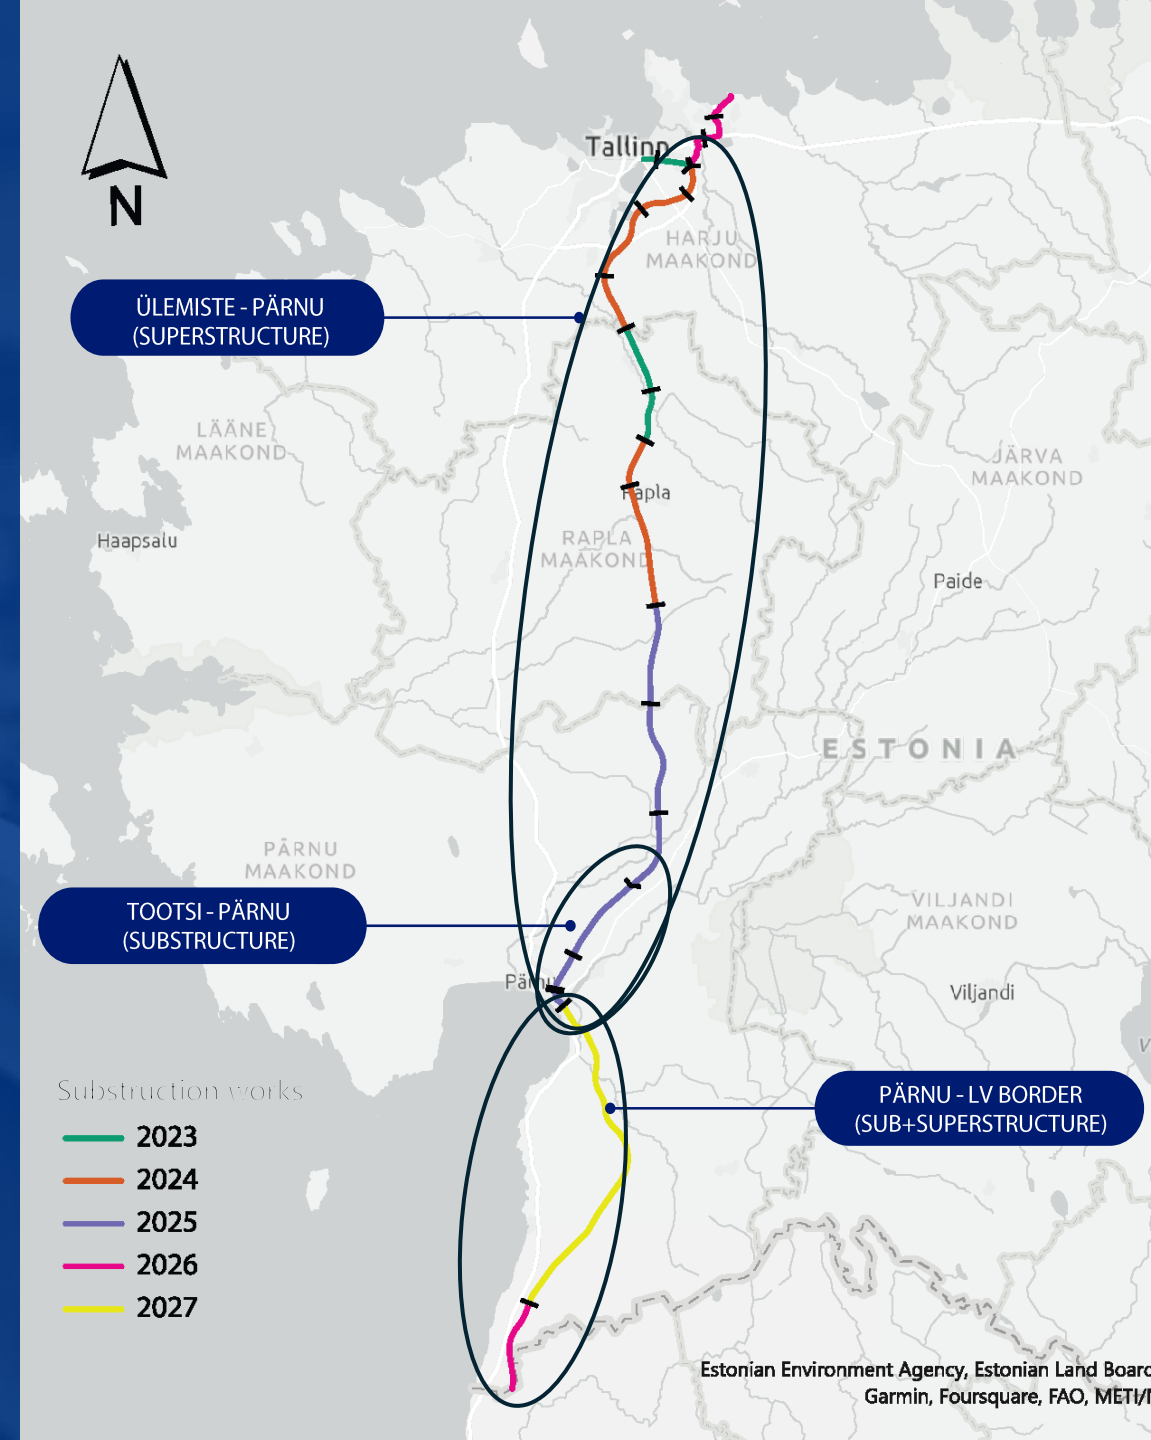 N
Tallinn
HARJU
MAAKOND
ÜLEMISTE - PÄRNU
(SUPERSTRUCTURE)
LÄÄNE
MAAKOND
JÄRVA
MAAKOND
Rapla
Haapsalu
RAPLA
MAAKOND
Paide
ESTONIA
PÄRNU
MAAKOND
TOOTSI - PÄRNU
(SUBSTRUCTURE)
VILJANDI
MAAKOND
Pärnu
Viljandi
PÄRNU - LV BORDER
(SUB+SUPERSTRUCTURE)
Substruction works
2023
2024
2025
2026
2027
Estonian Environment Agency, Estonian Land Board
Garmin, Foursquare, FAO, METI/